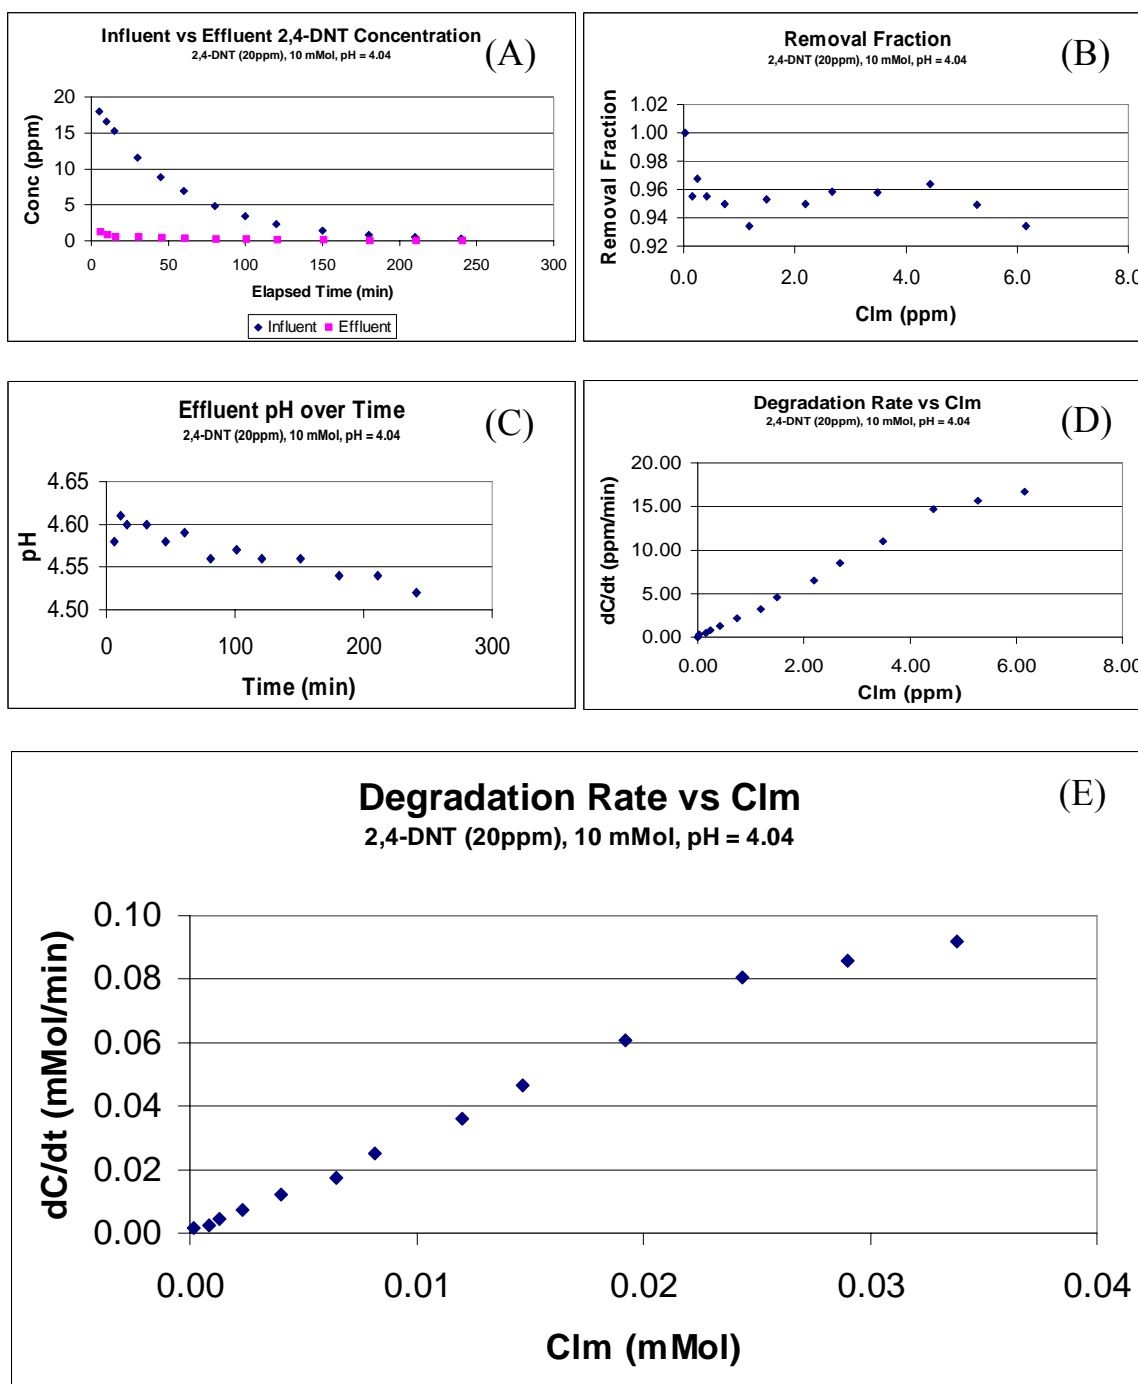 Influent vs Effluent 2,4-DNT Concentration
2,4-DNT (20ppm), 10 mMol, pH = 4.04
(A)
Conc (ppm)
20
15
10
5
0
0 50 100 150 200 250 300
Elapsed Time (min)
Influent Effluent
Removal Fraction
2,4-DNT (20ppm), 10 mMol, pH = 4.04
(B)
Removal Fraction
1.02
1.00
0.98
0.96
0.94
0.92
0.0 2.0 4.0 6.0 8.0
Clm (ppm)
Effluent pH over Time
2,4-DNT (20ppm), 10 mMol, pH = 4.04
(C)
pH
4.65
4.60
4.55
4.50
0 100 200 300
Time (min)
Degradation Rate vs Clm
2,4-DNT (20ppm), 10 mMol, pH = 4.04
(D)
dC/dt (ppm/min)
20.00
15.00
10.00
5.00
0.00
0.00 2.00 4.00 6.00 8.00
Clm (ppm)
Degradation Rate vs Clm
2,4-DNT (20ppm), 10 mMol, pH = 4.04
(E)
dC/dt (mMol/min)
0.10
0.08
0.06
0.04
0.02
0.00
0.00 0.01 0.02 0.03 0.04
Clm (mMol)